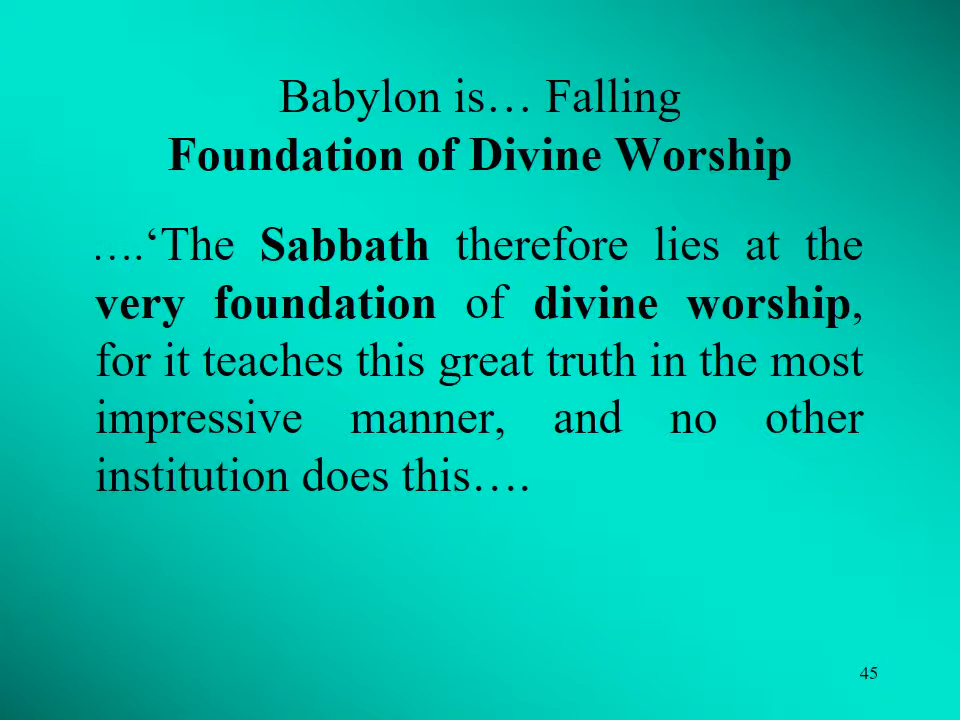 Babylon is… Falling
Foundation of Divine Worship
….‘The Sabbath therefore lies at the
very foundation of divine worship,
for it teaches this great truth in the most
impressive manner, and no other
institution does this….
45